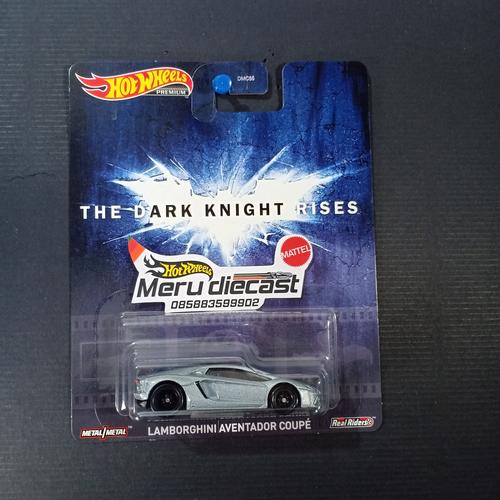 Hot Wheels
PREMIUM
DMC55
THE DARK KNIGHT RISES
MATTEL
Hot Wheels
Meru diecast
085883599902
METAL/METAL™
LAMBORGHINI AVENTADOR COUPÉ
Real Riders